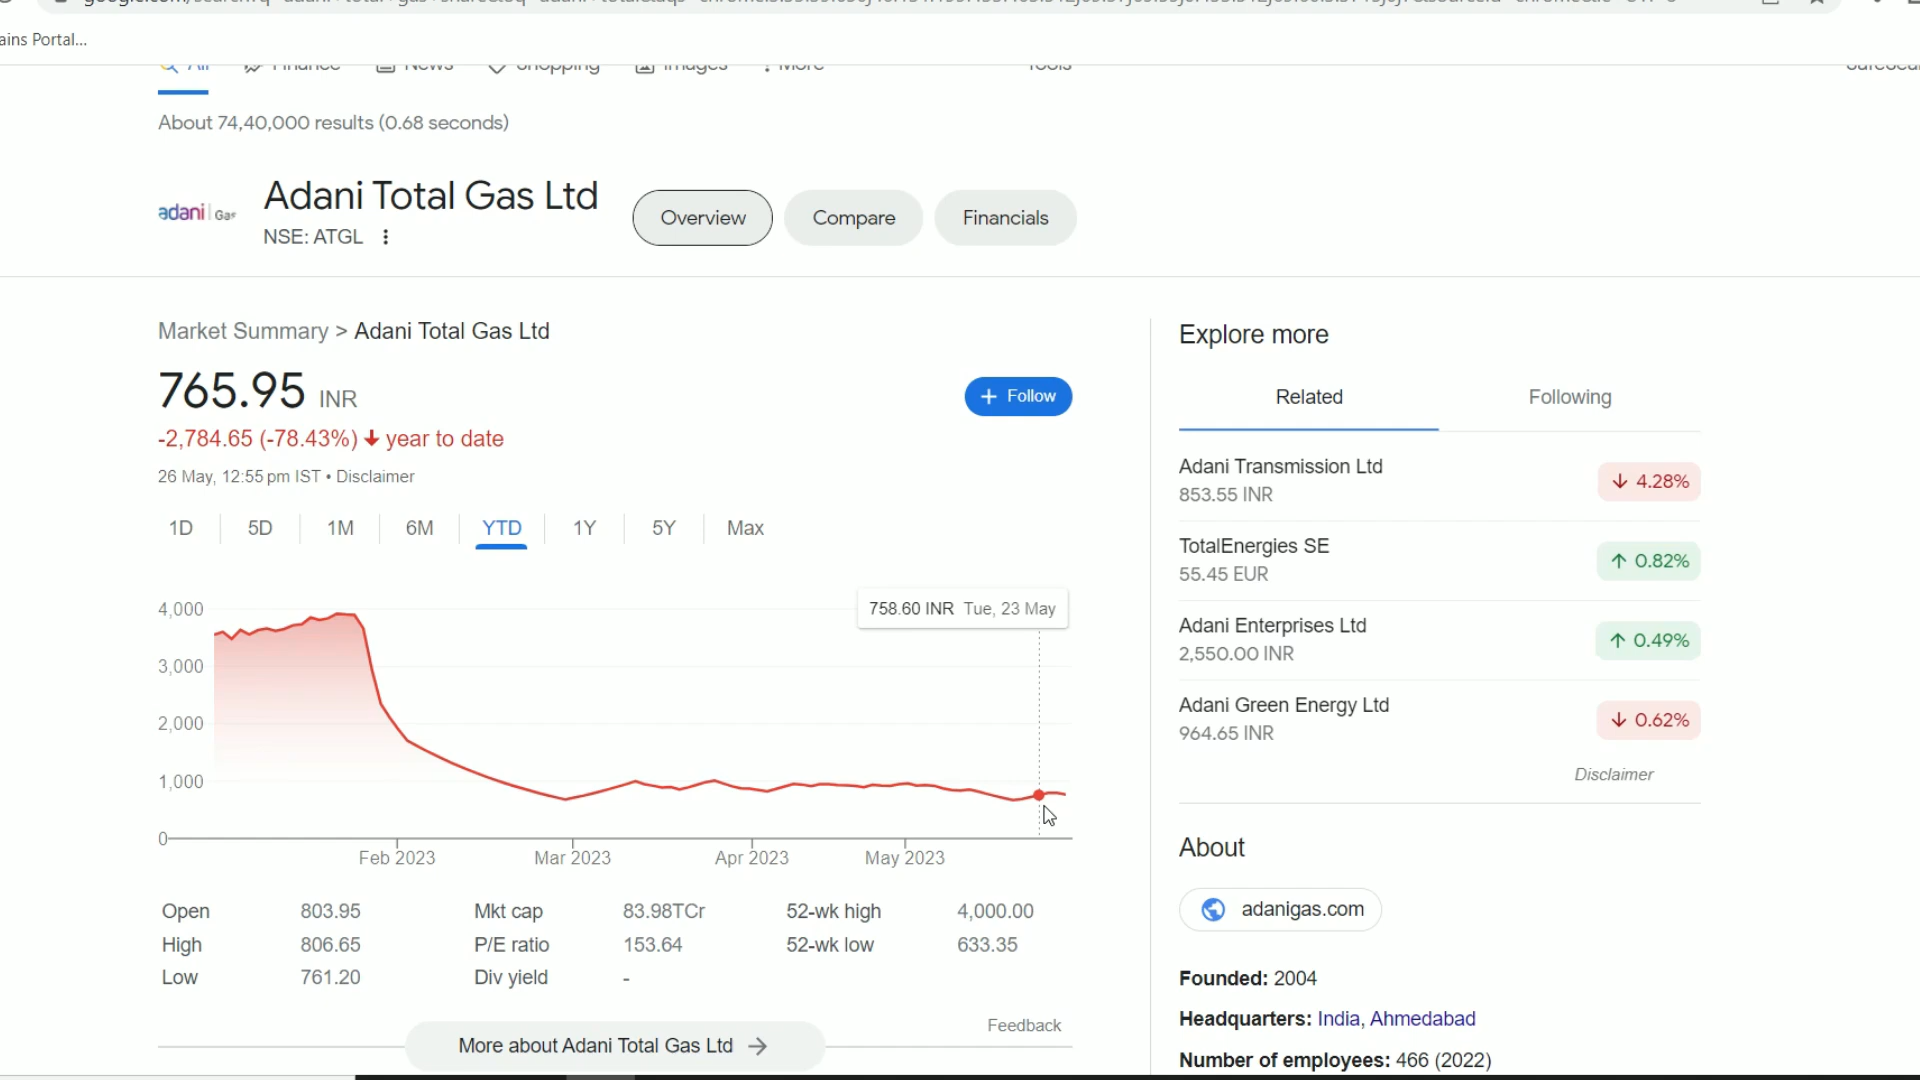 ains Portal...
All Finance News Shopping Images More Tools
About 74,40,000 results (0.68 seconds)
adani Gas
Adani Total Gas Ltd
NSE: ATGL
Overview Compare Financials
Market Summary > Adani Total Gas Ltd
765.95 INR
+ Follow
-2,784.65 (-78.43%) ↓ year to date
26 May, 12:55 pm IST • Disclaimer
1D 5D 1M 6M YTD 1Y 5Y Max
758.60 INR Tue, 23 May
4,000
3,000
2,000
1,000
0
Feb 2023 Mar 2023 Apr 2023 May 2023
Open 803.95 Mkt cap 83.98TCr 52-wk high 4,000.00
High 806.65 P/E ratio 153.64 52-wk low 633.35
Low 761.20 Div yield -
Feedback
More about Adani Total Gas Ltd →
Explore more
Related Following
Adani Transmission Ltd
853.55 INR
↓ 4.28%
TotalEnergies SE
55.45 EUR
↑ 0.82%
Adani Enterprises Ltd
2,550.00 INR
↑ 0.49%
Adani Green Energy Ltd
964.65 INR
↓ 0.62%
Disclaimer
About
adanigas.com
Founded: 2004
Headquarters: India, Ahmedabad
Number of employees: 466 (2022)